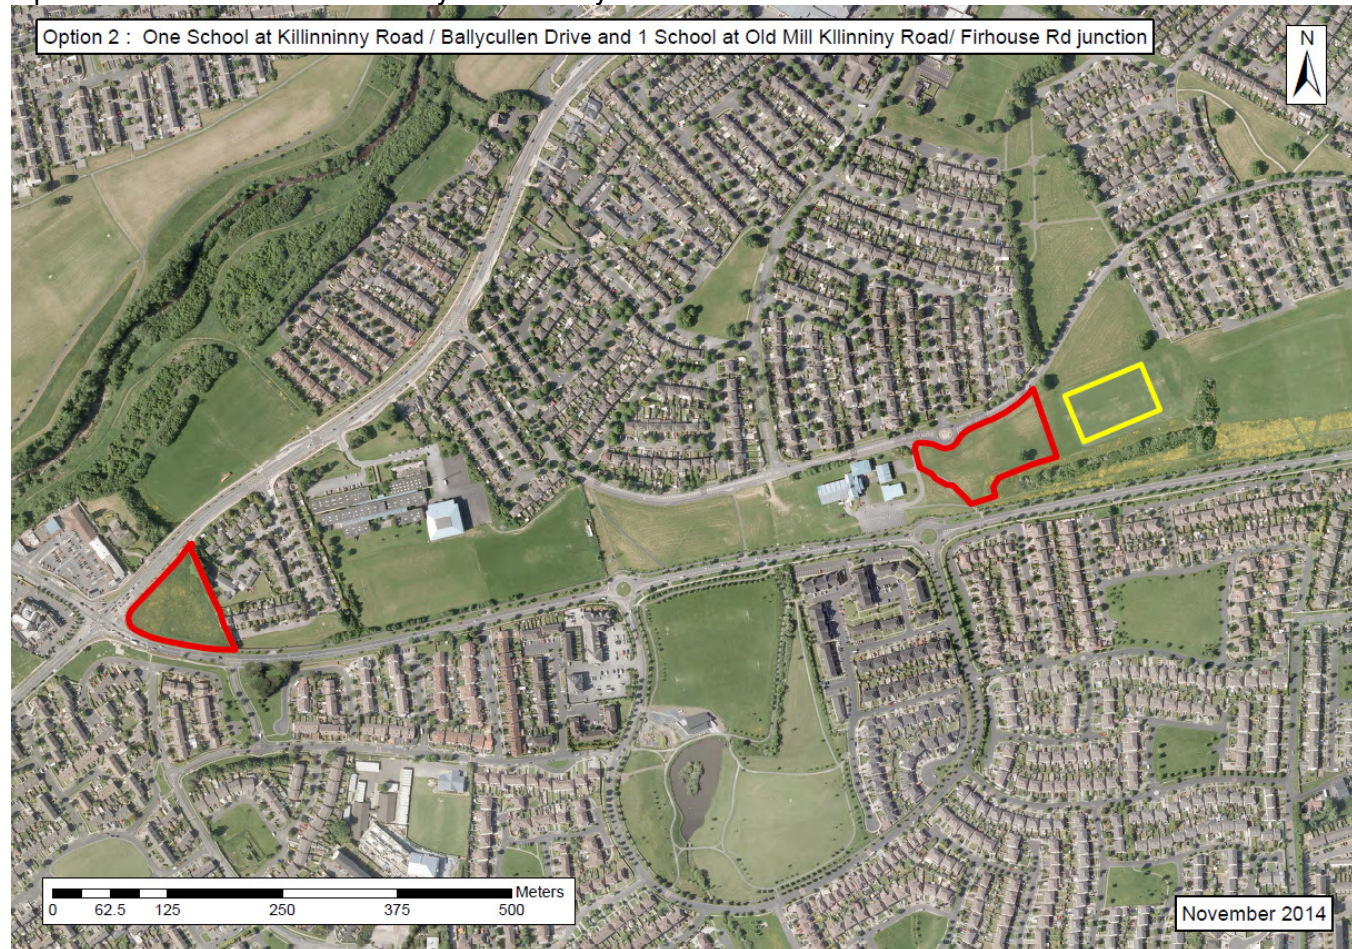 Option 2 : One School at Killinninny Road / Ballycullen Drive and 1 School at Old Mill Kllinniny Road/ Firhouse Rd junction
N
Meters
0 62.5 125 250 375 500
November 2014